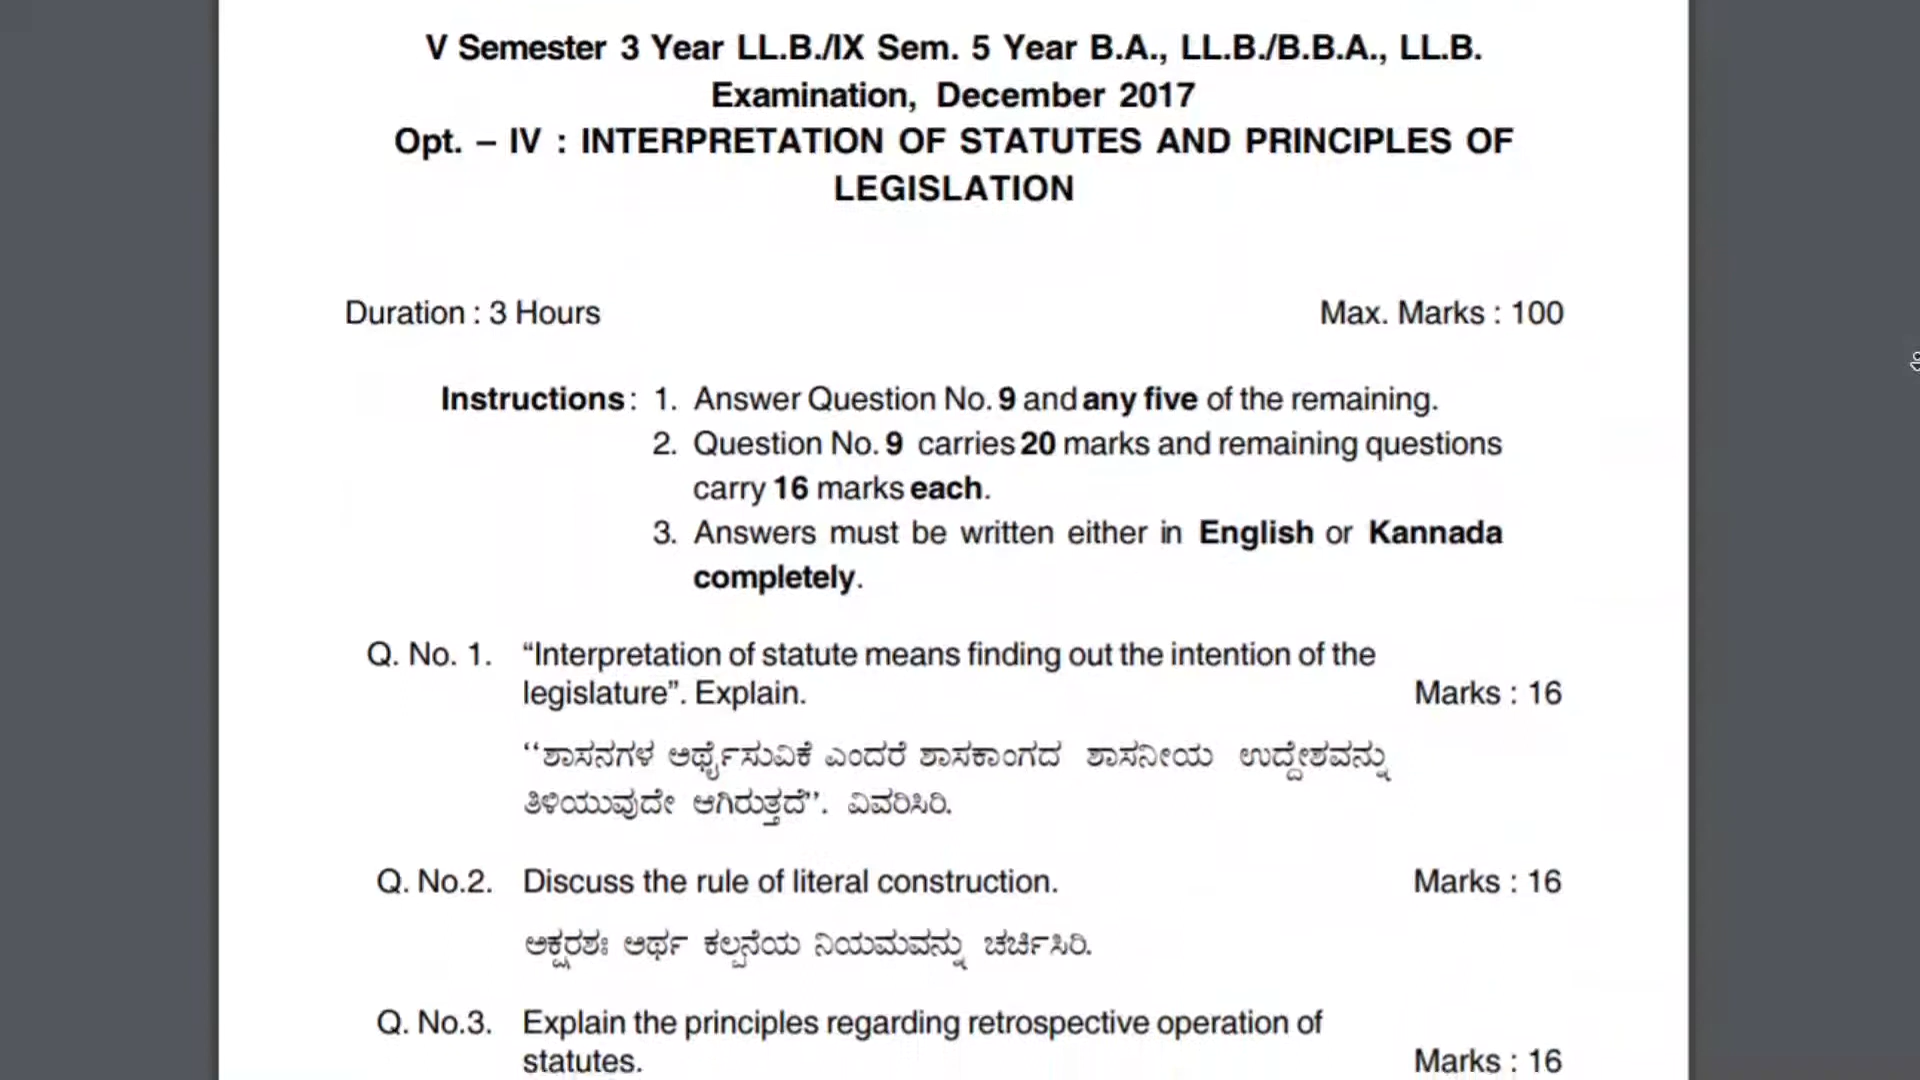 V Semester 3 Year LL.B./IX Sem. 5 Year B.A., LL.B./B.B.A., LL.B.
Examination, December 2017
Opt. – IV : INTERPRETATION OF STATUTES AND PRINCIPLES OF
LEGISLATION
Duration : 3 Hours Max. Marks : 100
Instructions : 1. Answer Question No. 9 and any five of the remaining.
2. Question No. 9 carries 20 marks and remaining questions
carry 16 marks each.
3. Answers must be written either in English or Kannada
completely.
Q. No. 1. “Interpretation of statute means finding out the intention of the
legislature”. Explain. Marks : 16
‘‘ಶಾಸನಗಳ ಅರ್ಥೈಸುವಿಕೆ ಎಂದರೆ ಶಾಸಕಾಂಗದ ಶಾಸನೀಯ ಉದ್ದೇಶವನ್ನು
ತಿಳಿಯುವುದೇ ಆಗಿರುತ್ತದೆ’’. ವಿವರಿಸಿರಿ.
Q. No.2. Discuss the rule of literal construction. Marks : 16
ಅಕ್ಷರಶಃ ಅರ್ಥ ಕಲ್ಪನೆಯ ನಿಯಮವನ್ನು ಚರ್ಚಿಸಿರಿ.
Q. No.3. Explain the principles regarding retrospective operation of
statutes. Marks : 16